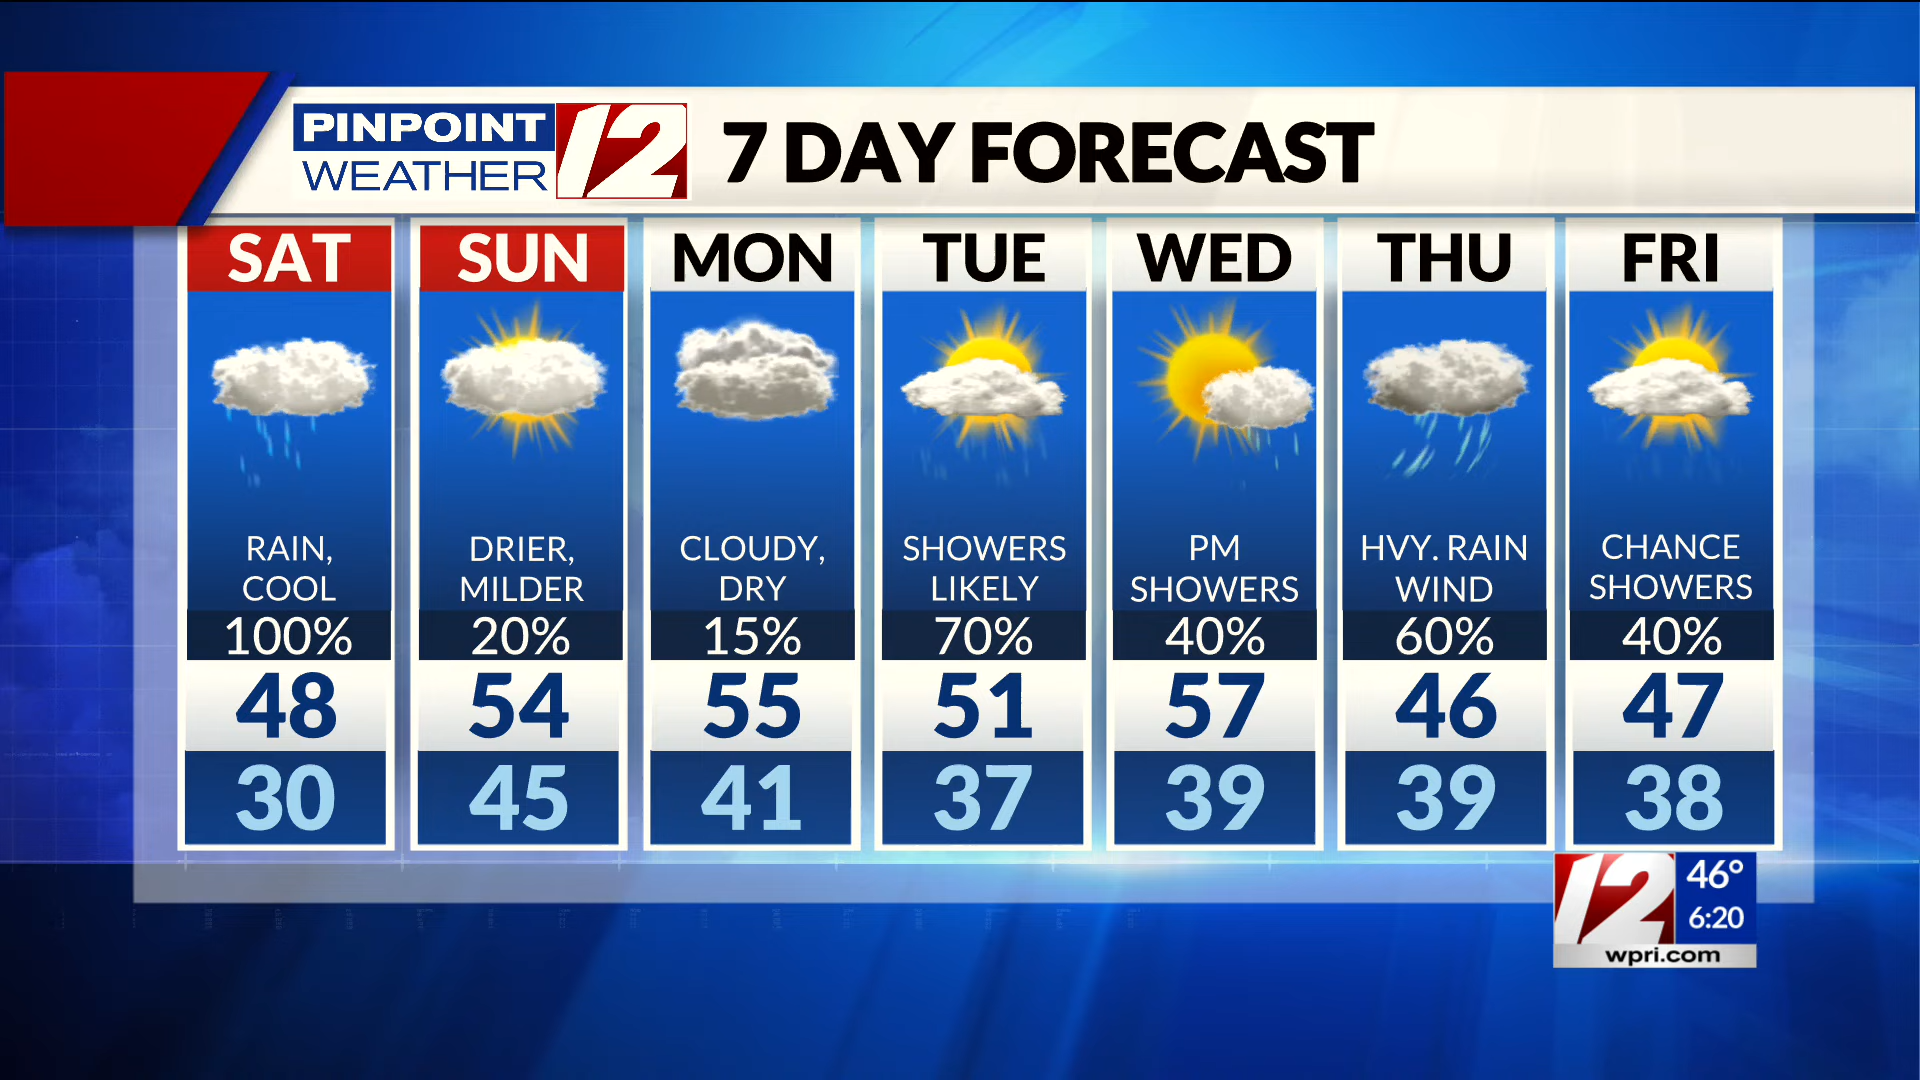 PINPOINT
WEATHER
12
7 DAY FORECAST
SAT
SUN
MON
TUE
WED
THU
FRI
RAIN,
COOL
DRIER,
MILDER
CLOUDY,
DRY
SHOWERS
LIKELY
PM
SHOWERS
HVY. RAIN
WIND
CHANCE
SHOWERS
100%
20%
15%
70%
40%
60%
40%
48
54
55
51
57
46
47
30
45
41
37
39
39
38
12
46°
6:20
wpri.com